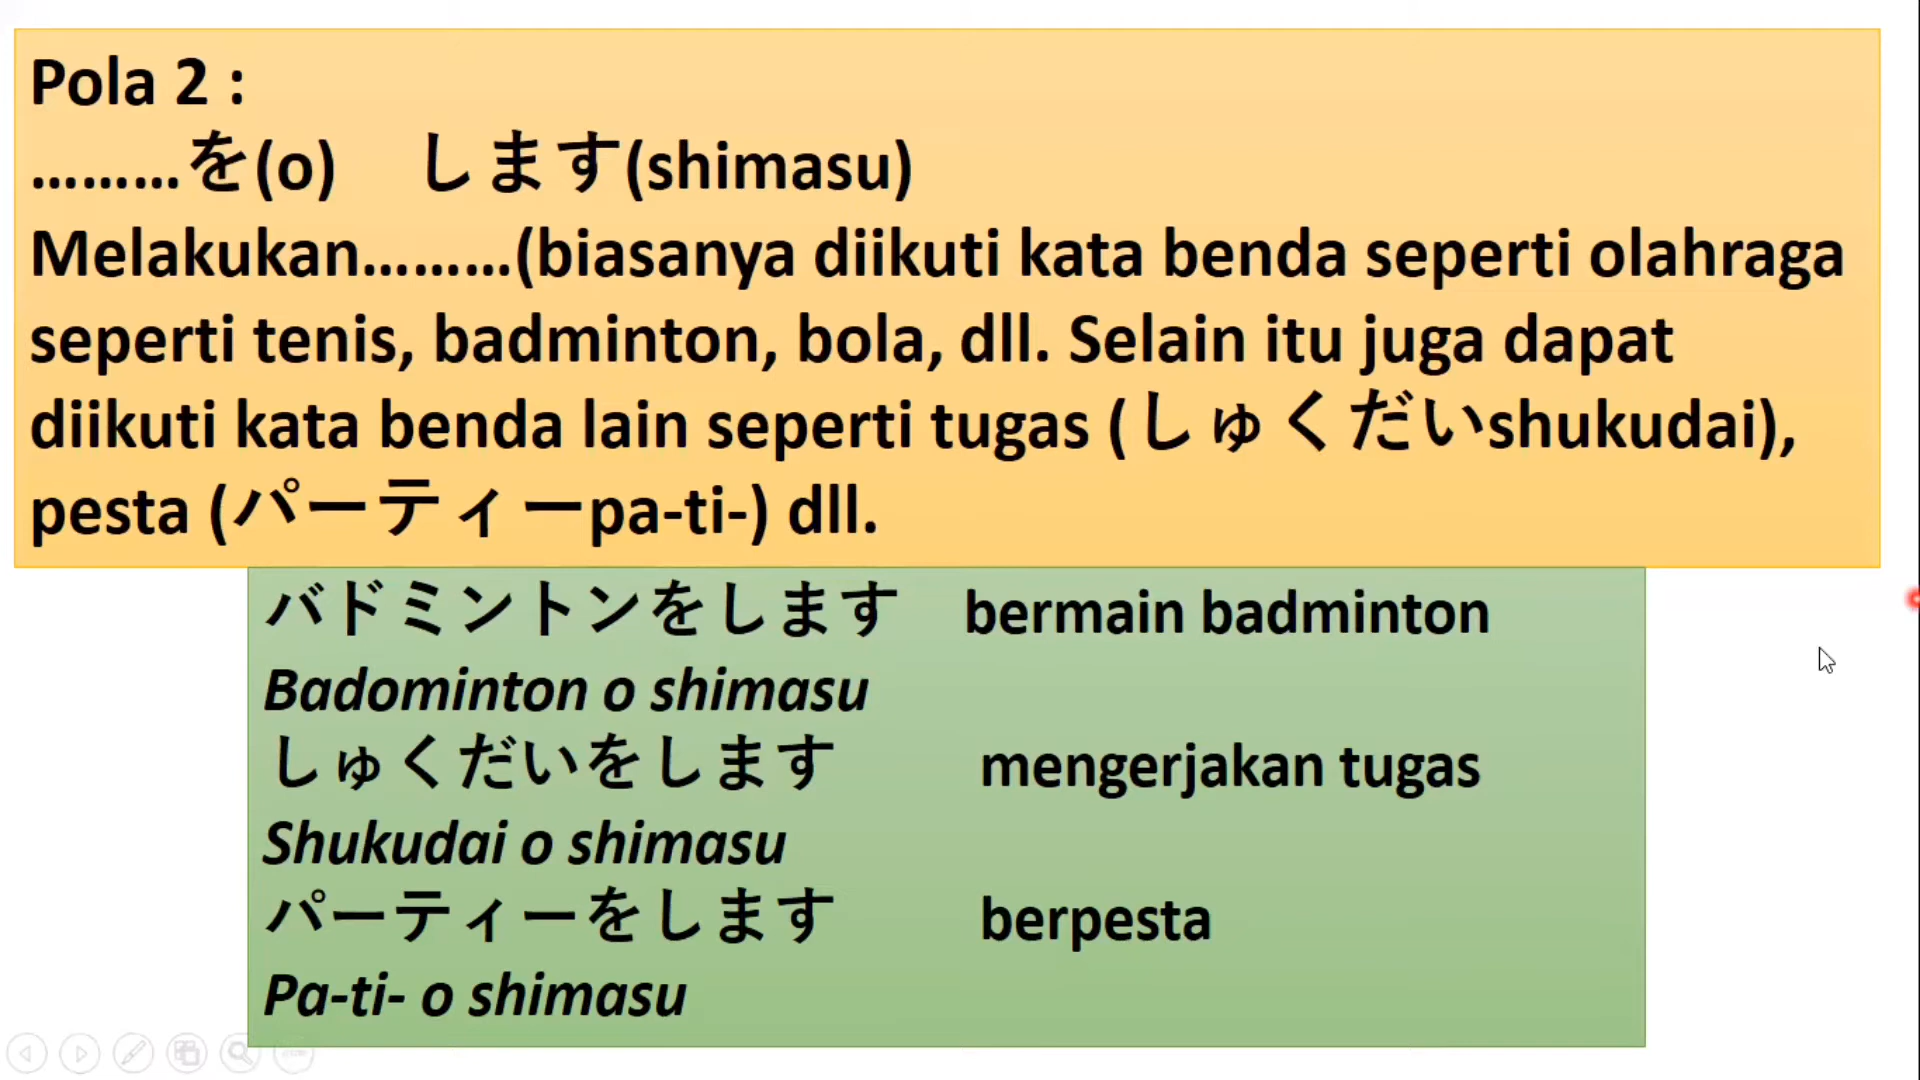 Pola 2 :
.........を(o)　します(shimasu)
Melakukan.........(biasanya diikuti kata benda seperti olahraga
seperti tenis, badminton, bola, dll. Selain itu juga dapat
diikuti kata benda lain seperti tugas (しゅくだいshukudai),
pesta (パーティーpa-ti-) dll.
バドミントンをします　bermain badminton
Badominton o shimasu
しゅくだいをします　mengerjakan tugas
Shukudai o shimasu
パーティーをします　berpesta
Pa-ti- o shimasu